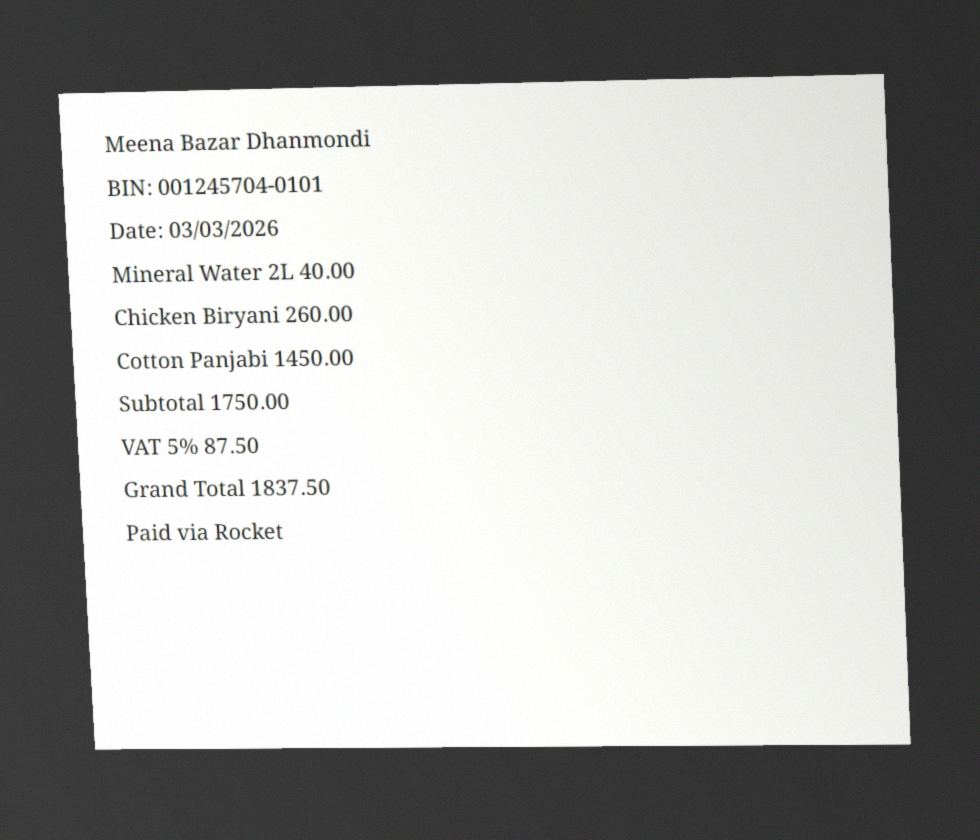 Meena Bazar Dhanmondi
BIN: 001245704-0101
Date: 03/03/2026
Mineral Water 2L 40.00
Chicken Biryani 260.00
Cotton Panjabi 1450.00
Subtotal 1750.00
VAT 5% 87.50
Grand Total 1837.50
Paid via Rocket